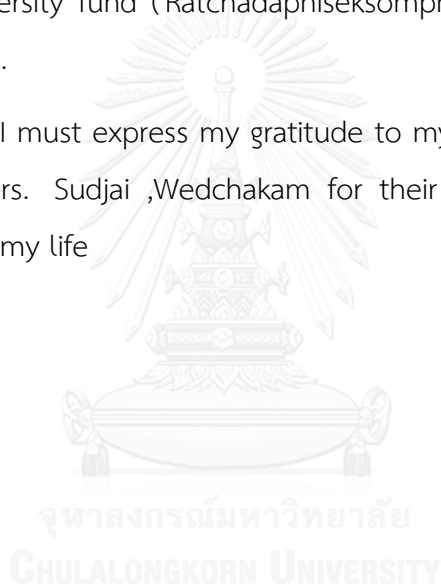 ersity fund (Ratchadaphiseksompho
.
I must express my gratitude to my
rs. Sudjai ,Wedchakam for their
my life
จุฬาลงกรณ์มหาวิทยาลัย
CHULALONGKORN UNIVERSITY